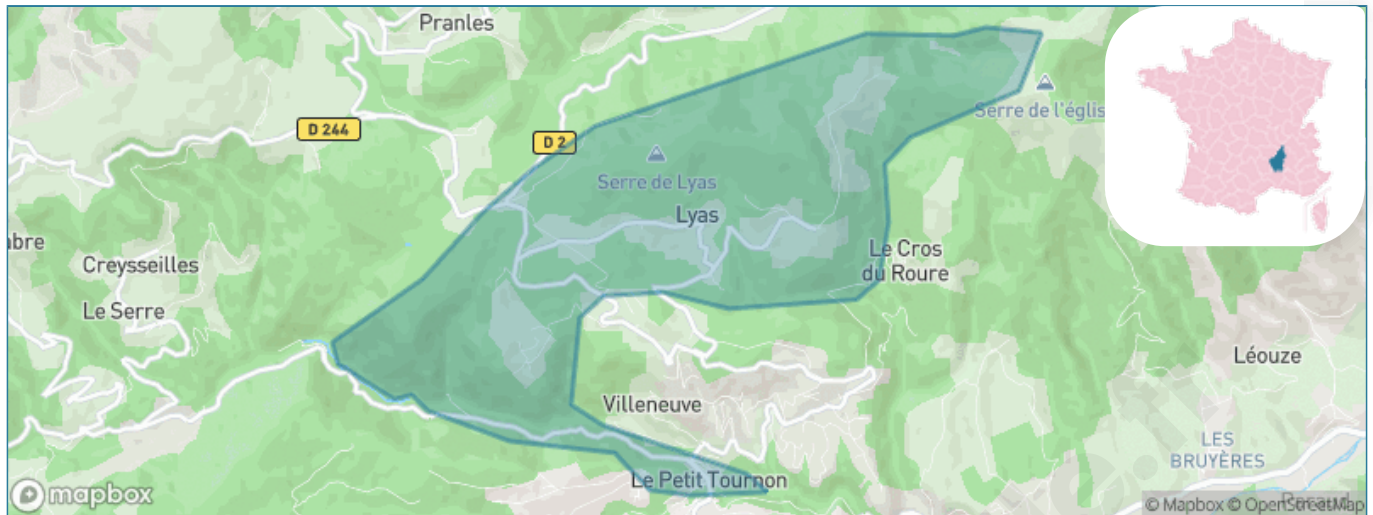 Pranles
D 244
D 2
Serre de l'églis
Serre de Lyas
Lyas
abre
Creysseilles
Le Cros
du Roure
Le Serre
Léouze
Villeneuve
LES
BRUYÈRES
Le Petit Tournon
mapbox
© Mapbox © OpenStreetMap